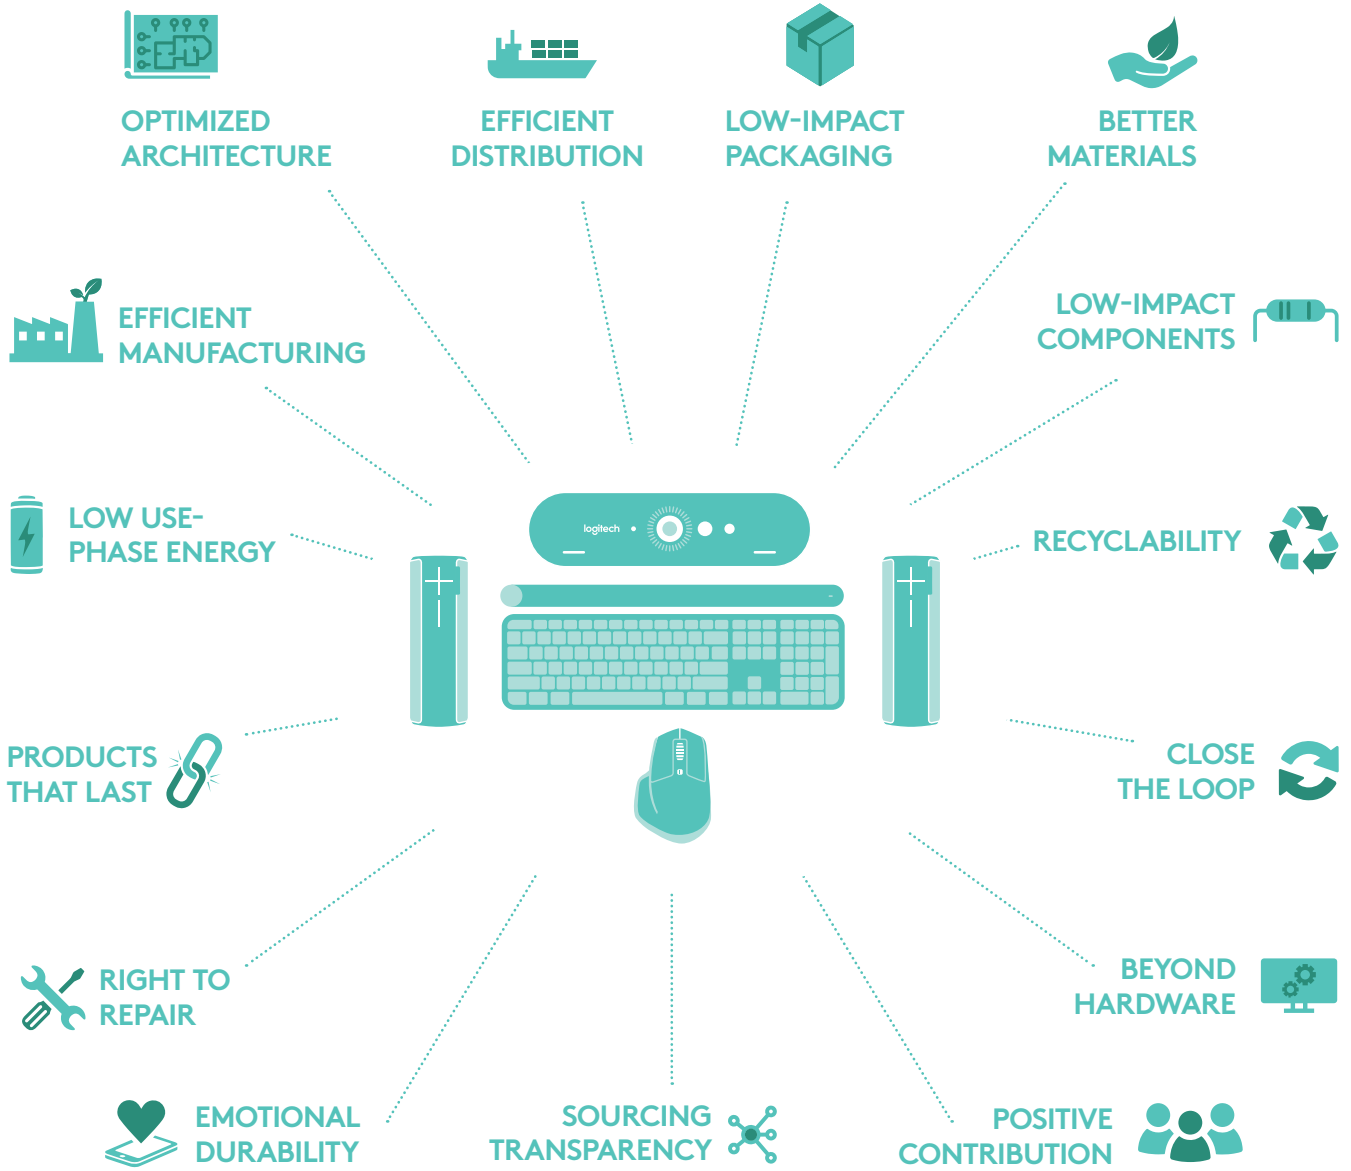 OPTIMIZED
ARCHITECTURE
EFFICIENT
DISTRIBUTION
LOW-IMPACT
PACKAGING
BETTER
MATERIALS
EFFICIENT
MANUFACTURING
LOW-IMPACT
COMPONENTS
LOW USE-
PHASE ENERGY
logitech
RECYCLABILITY
PRODUCTS
THAT LAST
CLOSE
THE LOOP
RIGHT TO
REPAIR
BEYOND
HARDWARE
EMOTIONAL
DURABILITY
SOURCING
TRANSPARENCY
POSITIVE
CONTRIBUTION